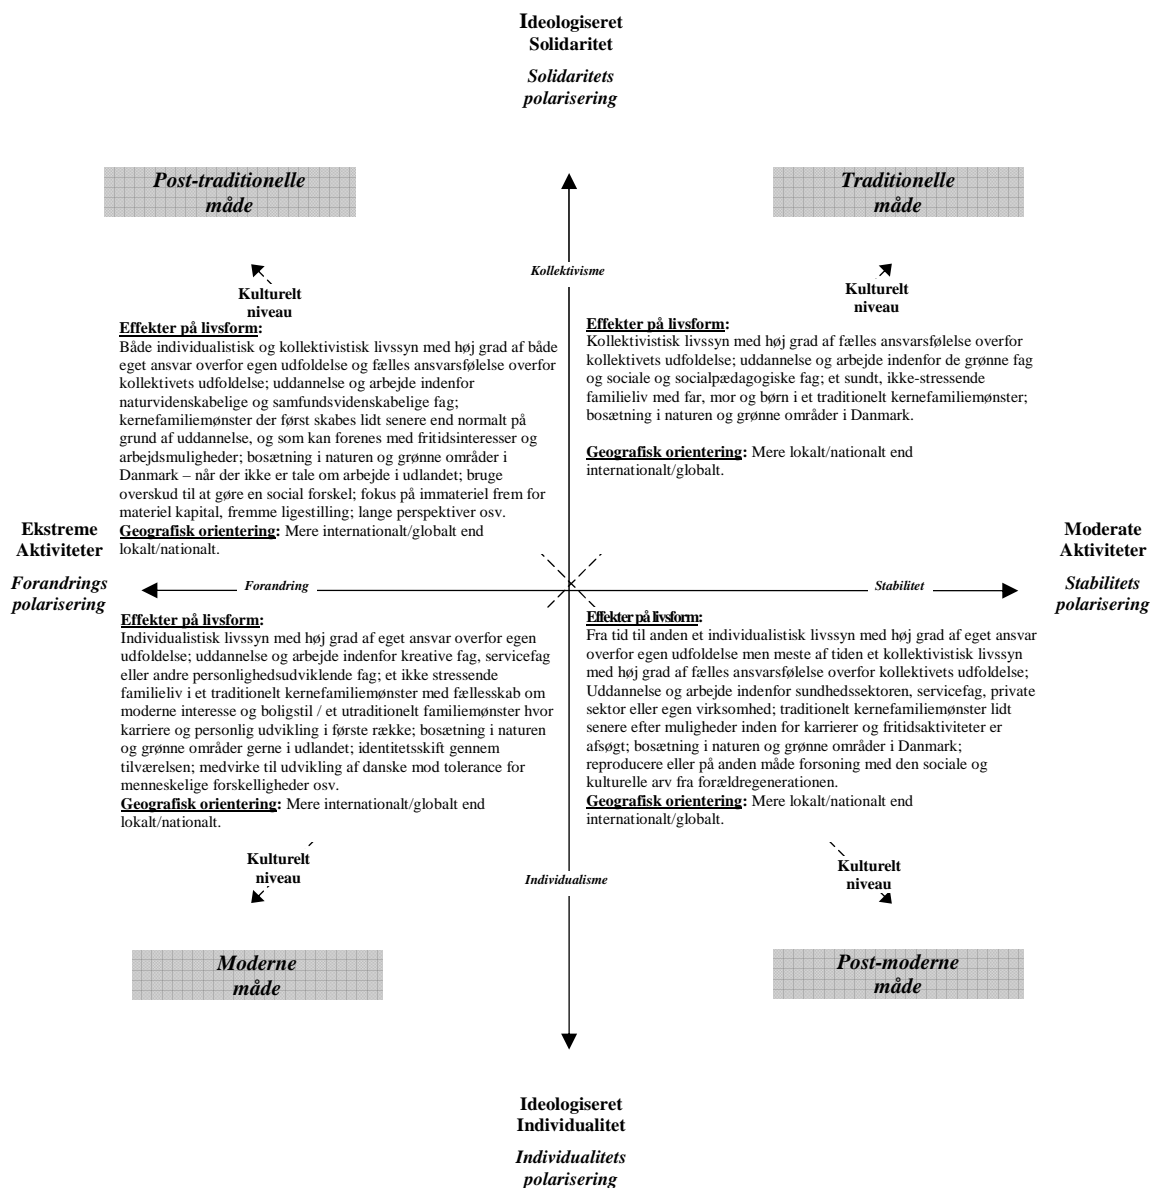 Ideologiseret
Solidaritet
Solidaritets
polarisering
Post-traditionelle
måde
Traditionelle
måde
Kollektivisme
Kulturelt
niveau
Kulturelt
niveau
Effekter på livsform:
Både individualistisk og kollektivistisk livssyn med høj grad af både
eget ansvar overfor egen udfoldelse og fælles ansvarsfølelse overfor
kollektivets udfoldelse; uddannelse og arbejde indenfor
naturvidenskabelige og samfundsvidenskabelige fag;
kernefamiliemønster der først skabes lidt senere end normalt på
grund af uddannelse, og som kan forenes med fritidsinteresser og
arbejdsmuligheder; bosætning i naturen og grønne områder i
Danmark – når der ikke er tale om arbejde i udlandet; bruge
overskud til at gøre en social forskel; fokus på immateriel frem for
materiel kapital, fremme ligestilling; lange perspektiver osv.
Geografisk orientering: Mere internationalt/globalt end
lokalt/nationalt.
Effekter på livsform:
Kollektivistisk livssyn med høj grad af fælles ansvarsfølelse overfor
kollektivets udfoldelse; uddannelse og arbejde indenfor de grønne fag
og sociale og socialpædagogiske fag; et sundt, ikke-stressende
familieliv med far, mor og børn i et traditionelt kernefamiliemønster;
bosætning i naturen og grønne områder i Danmark.
Geografisk orientering: Mere lokalt/nationalt end
internationalt/globalt.
Ekstreme
Aktiviteter
Forandrings
polarisering
Forandring
Stabilitet
Moderate
Aktiviteter
Stabilitets
polarisering
Effekter på livsform:
Individualistisk livssyn med høj grad af eget ansvar overfor egen
udfoldelse; uddannelse og arbejde indenfor kreative fag, servicefag
eller andre personlighedsudviklende fag; et ikke stressende
familieliv i et traditionelt kernefamiliemønster med fællesskab om
moderne interesse og boligstil / et utraditionelt familiemønster hvor
karriere og personlig udvikling i første række; bosætning i naturen
og grønne områder gerne i udlandet; identitetsskift gennem
tilværelsen; medvirke til udvikling af danske mod tolerance for
menneskelige forskelligheder osv.
Geografisk orientering: Mere internationalt/globalt end
lokalt/nationalt.
Effekter på livsform:
Fra tid til anden et individualistisk livssyn med høj grad af eget ansvar
overfor egen udfoldelse men meste af tiden et kollektivistisk livssyn
med høj grad af fælles ansvarsfølelse overfor kollektivets udfoldelse;
Uddannelse og arbejde indenfor sundhedssektoren, servicefag, privat
sektor eller egen virksomhed; traditionelt kernefamiliemønster lidt
senere efter muligheder inden for karrierer og fritidsaktiviteter er
afsøgt; bosætning i naturen og grønne områder i Danmark;
reproducere eller på anden måde forsoning med den sociale og
kulturelle arv fra forældregenerationen.
Geografisk orientering: Mere lokalt/nationalt end
internationalt/globalt.
Kulturelt
niveau
Individualisme
Kulturelt
niveau
Moderne
måde
Post-moderne
måde
Ideologiseret
Individualitet
Individualitets
polarisering